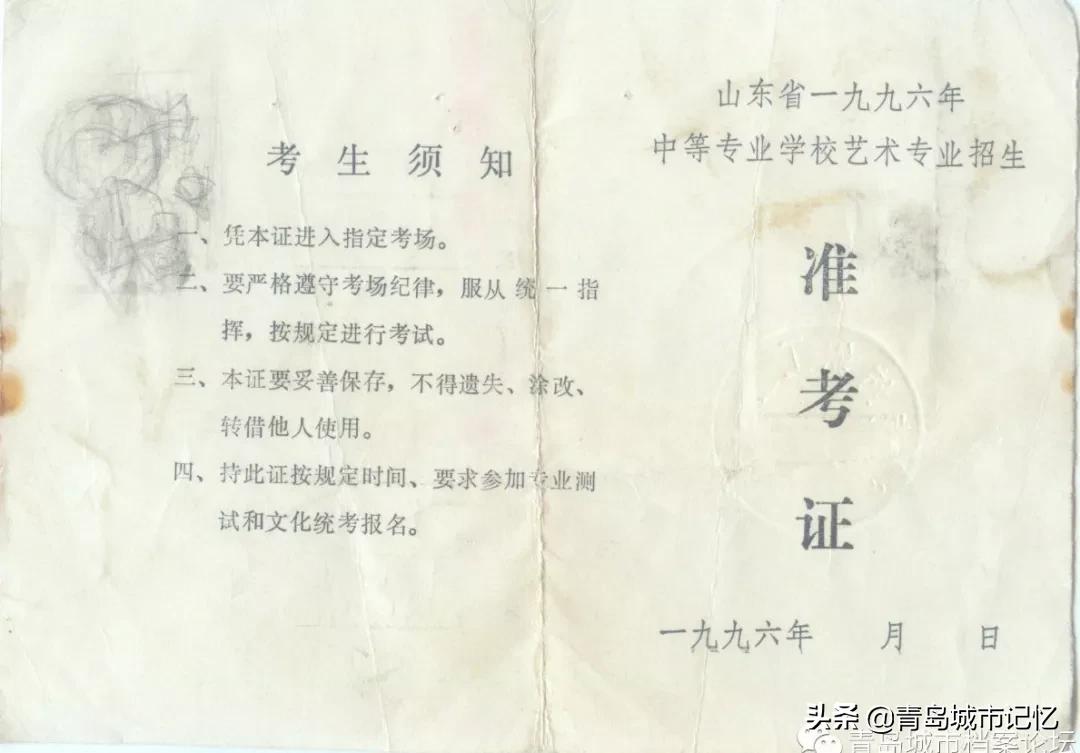 考生须知
一、凭本证进入指定考场。
二、要严格遵守考场纪律，服从统一指
挥，按规定进行考试。
三、本证要妥善保存，不得遗失、涂改、
转借他人使用。
四、持此证按规定时间、要求参加专业测
试和文化统考报名。
山东省一九九六年
中等专业学校艺术专业招生
准
考
证
一九九六年 月 日
头条 @青岛城市记忆
青岛城市档案论坛